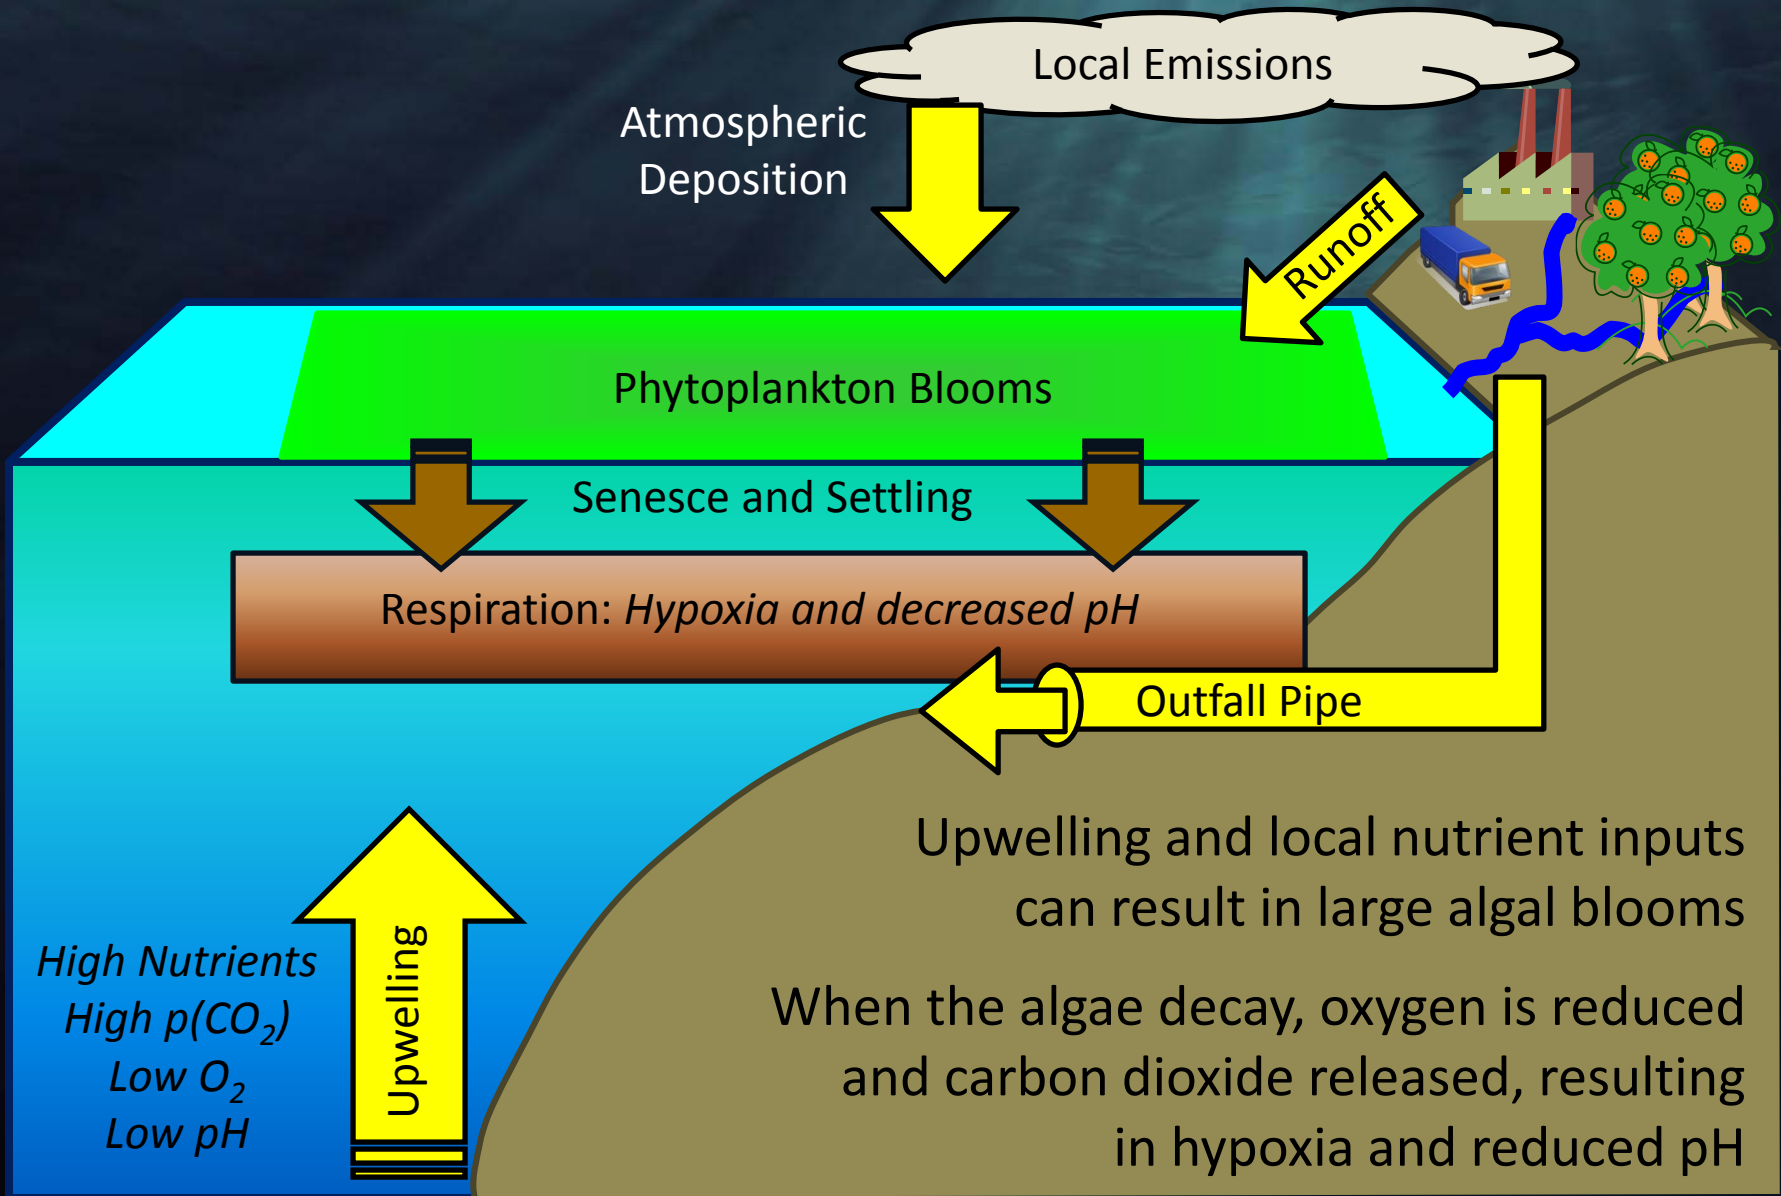 Local Emissions
Atmospheric
Deposition
Runoff
Phytoplankton Blooms
Senesce and Settling
Respiration: Hypoxia and decreased pH
Outfall Pipe
Upwelling
High Nutrients
High p(CO₂)
Low O₂
Low pH
Upwelling and local nutrient inputs
can result in large algal blooms
When the algae decay, oxygen is reduced
and carbon dioxide released, resulting
in hypoxia and reduced pH